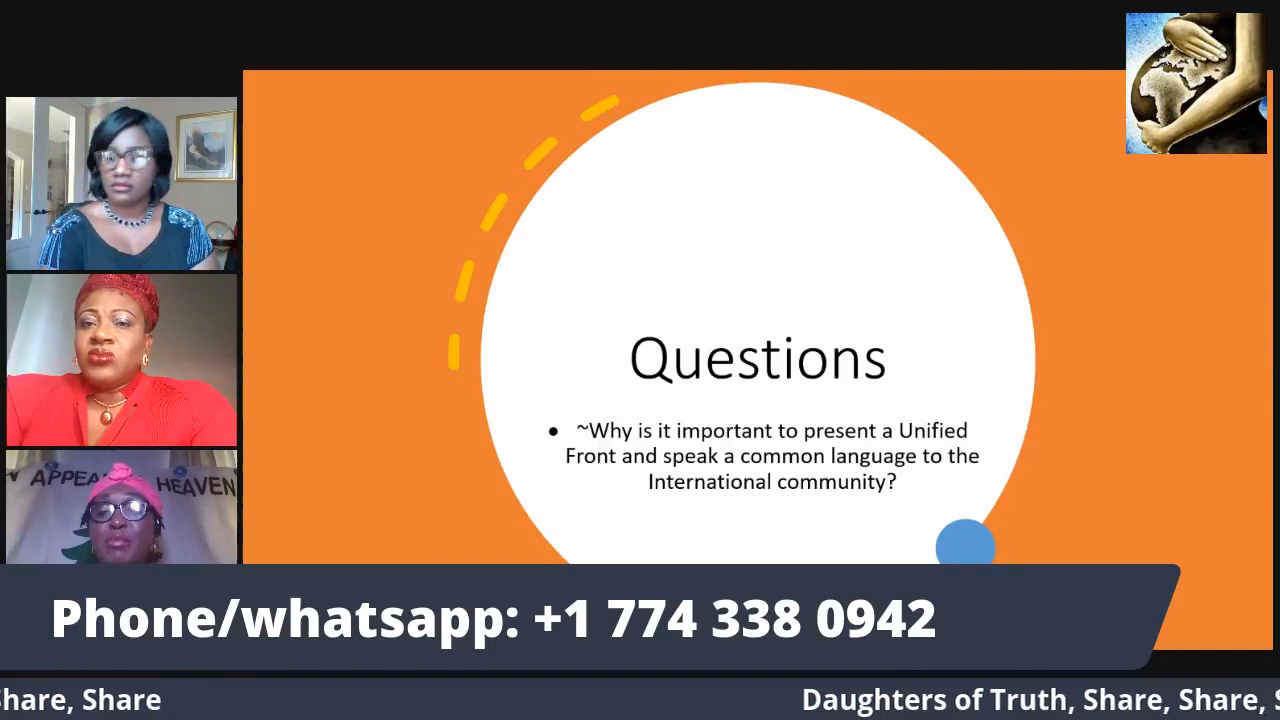 APPEA HEAVEN
Questions
• ~Why is it important to present a Unified
Front and speak a common language to the
International community?
Phone/whatsapp: +1 774 338 0942
Share, Share
Daughters of Truth, Share, Share, S